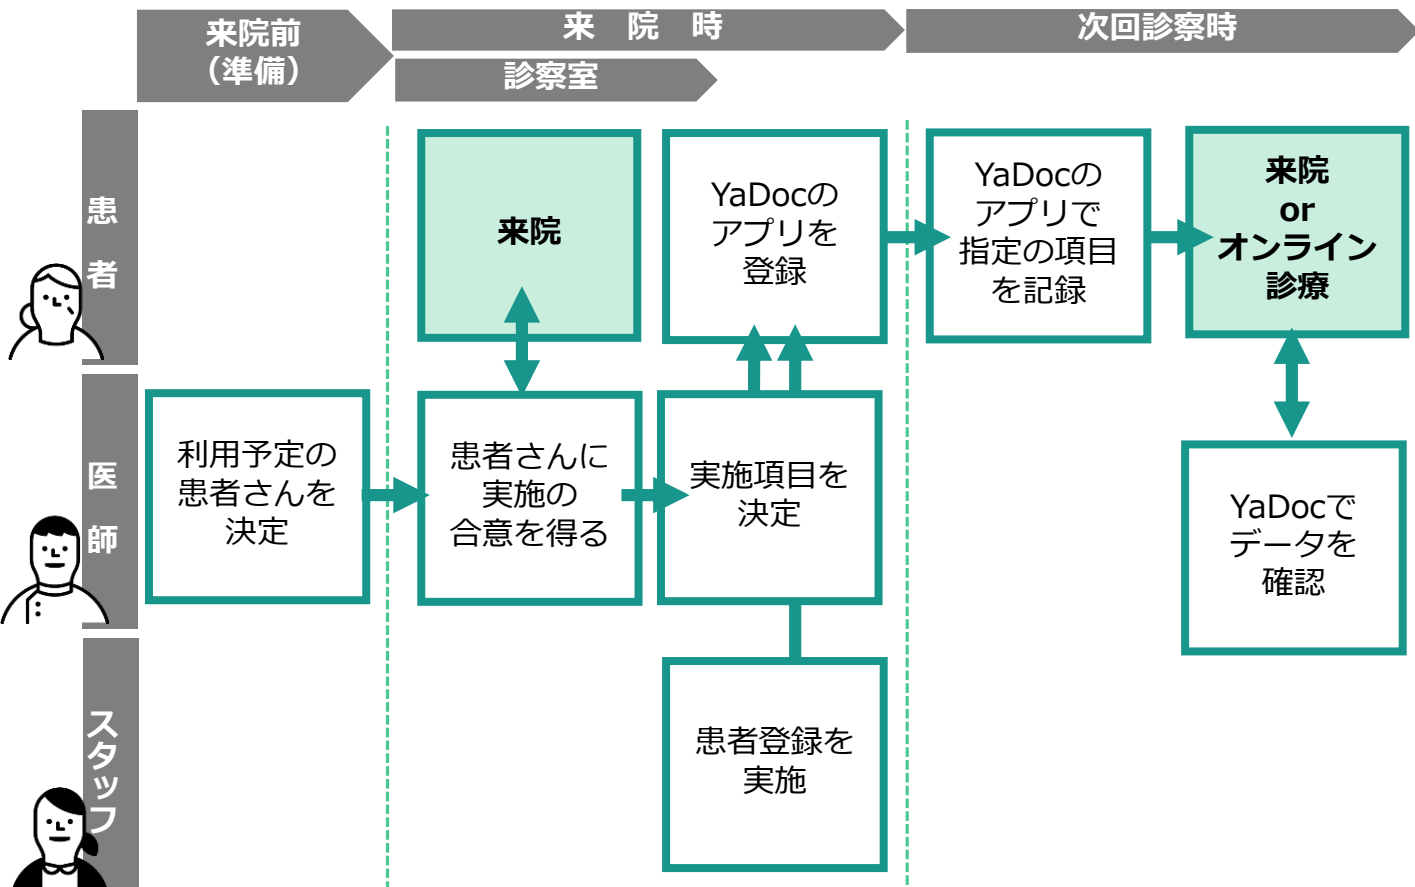 来院前
（準備）
来　院　時
診察室
次回診察時
患者
来院
YaDocの
アプリを
登録
YaDocの
アプリで
指定の項目
を記録
来院
or
オンライン
診療
医師
利用予定の
患者さんを
決定
患者さんに
実施の
合意を得る
実施項目を
決定
YaDocで
データを
確認
スタッフ
患者登録を
実施